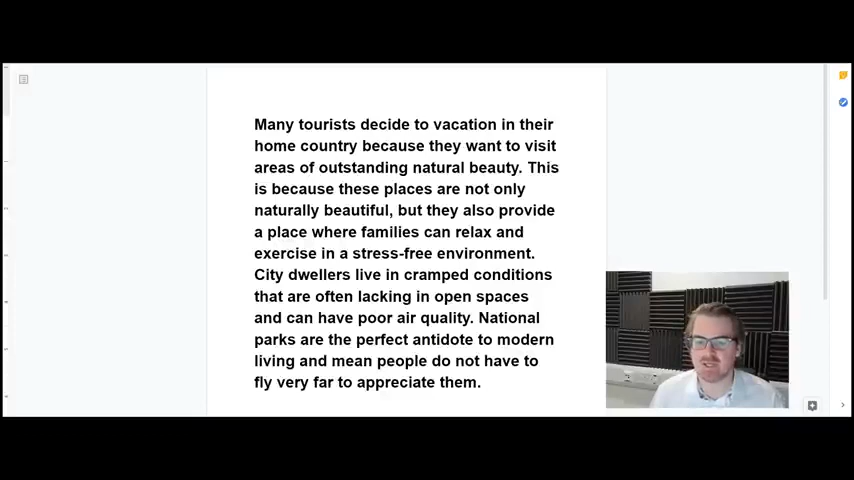 Many tourists decide to vacation in their
home country because they want to visit
areas of outstanding natural beauty. This
is because these places are not only
naturally beautiful, but they also provide
a place where families can relax and
exercise in a stress-free environment.
City dwellers live in cramped conditions
that are often lacking in open spaces
and can have poor air quality. National
parks are the perfect antidote to modern
living and mean people do not have to
fly very far to appreciate them.